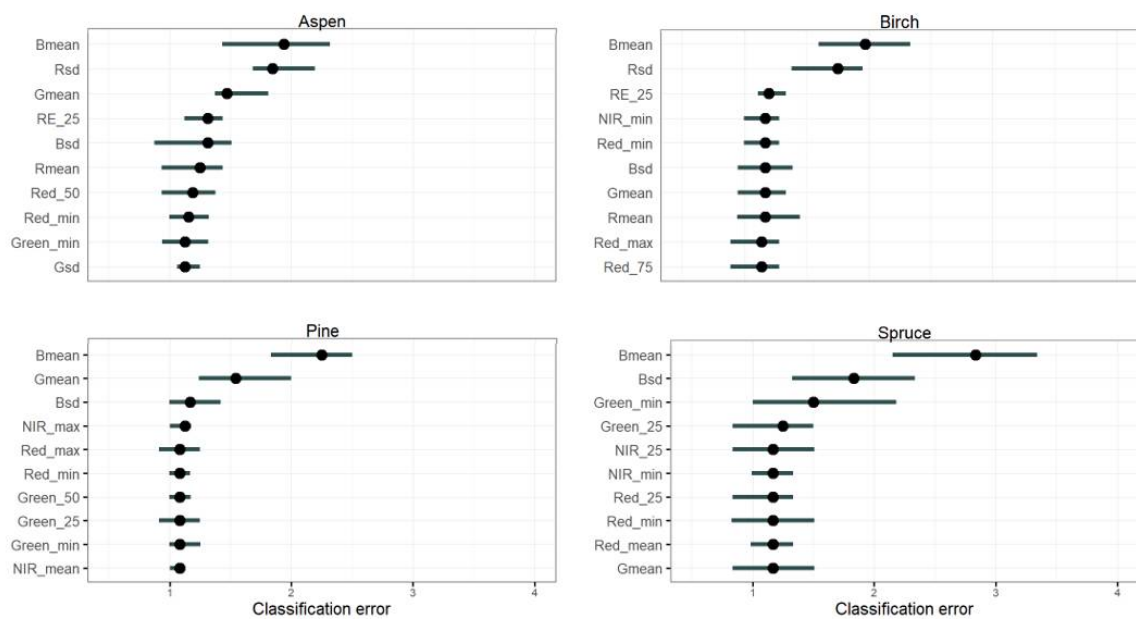 Aspen
Bmean
Rsd
Gmean
RE_25
Bsd
Rmean
Red_50
Red_min
Green_min
Gsd
Birch
Bmean
Rsd
RE_25
NIR_min
Red_min
Bsd
Gmean
Rmean
Red_max
Red_75
Pine
Bmean
Gmean
Bsd
NIR_max
Red_max
Red_min
Green_50
Green_25
Green_min
NIR_mean
1 2 3 4
Classification error
Spruce
Bmean
Bsd
Green_min
Green_25
NIR_25
NIR_min
Red_25
Red_min
Red_mean
Gmean
1 2 3 4
Classification error